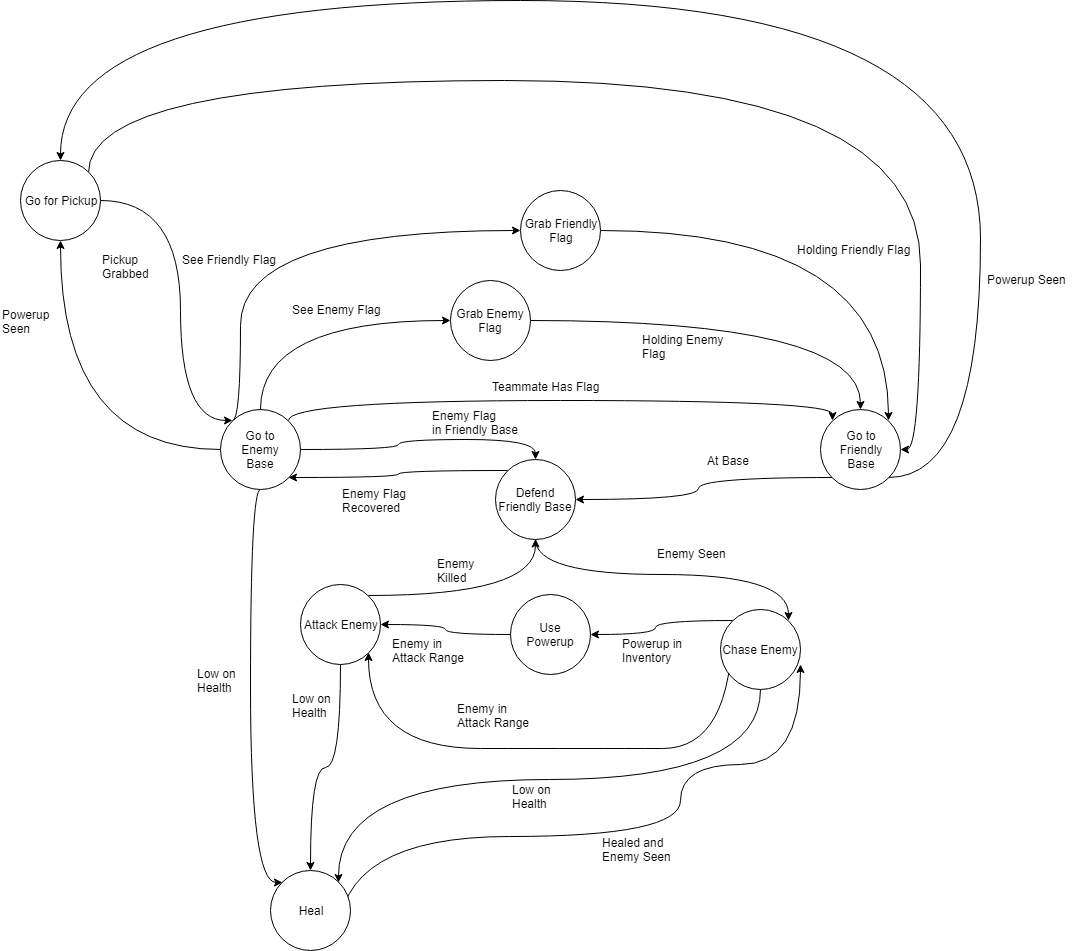 Go for Pickup
Grab Friendly
Flag
Holding Friendly Flag
Pickup
Grabbed
See Friendly Flag
Powerup Seen
Powerup
Seen
See Enemy Flag
Grab Enemy
Flag
Holding Enemy
Flag
Teammate Has Flag
Enemy Flag
in Friendly Base
Go to
Enemy
Base
Go to
Friendly
Base
At Base
Enemy Flag
Recovered
Defend
Friendly Base
Enemy
Killed
Enemy Seen
Attack Enemy
Use
Powerup
Enemy in
Attack Range
Powerup in
Inventory
Chase Enemy
Low on
Health
Low on
Health
Enemy in
Attack Range
Low on
Health
Healed and
Enemy Seen
Heal